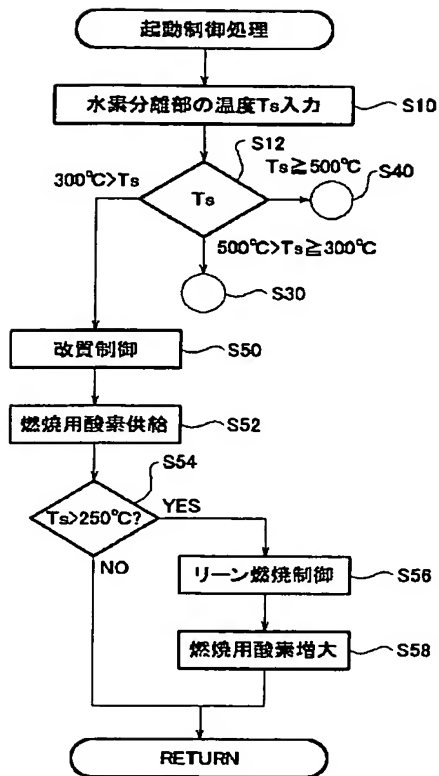 起動制御処理
水素分離部の温度Ts入力
S10
S12
Ts≧500℃
S40
300℃>Ts
Ts
500℃>Ts≧300℃
S30
改質制御
S50
燃焼用酸素供給
S52
S54
Ts>250℃?
YES
NO
リーン燃焼制御
S56
燃焼用酸素増大
S58
RETURN